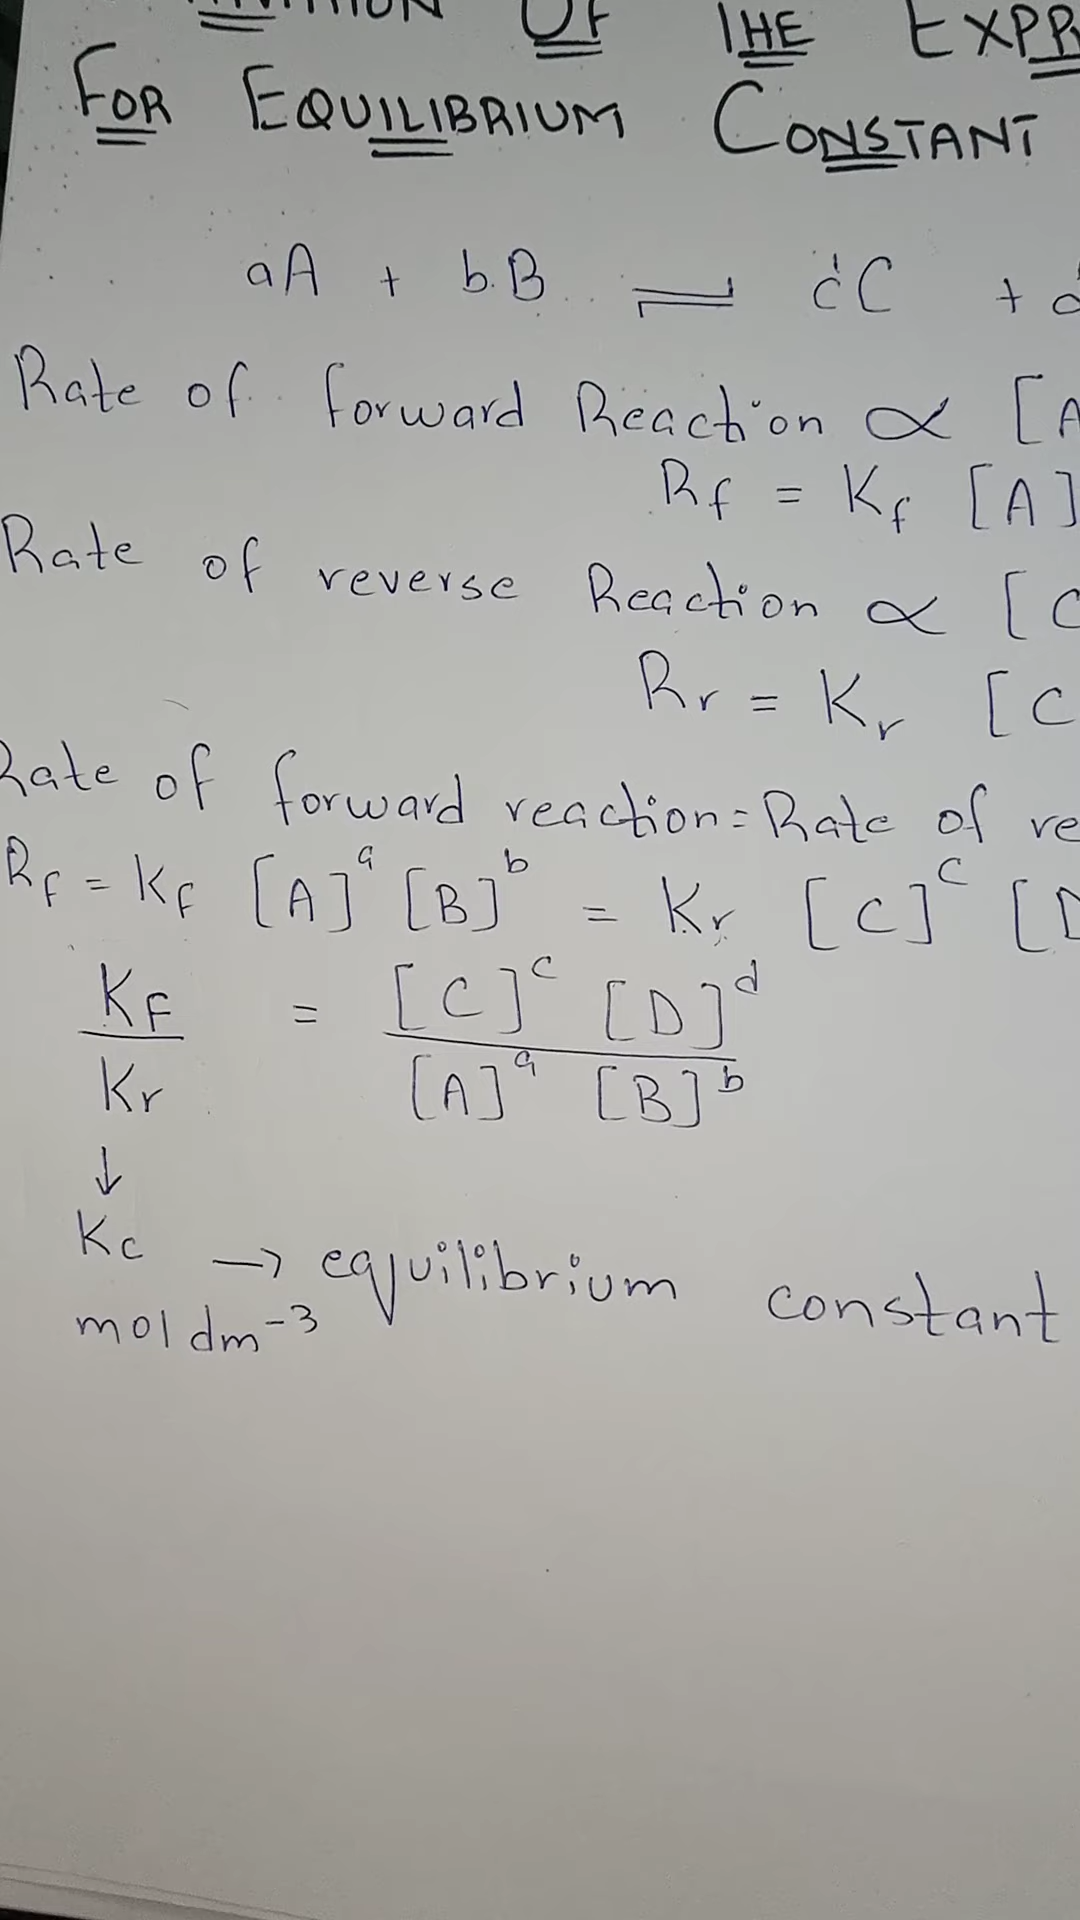 OF THE EXPR
FOR EQUILIBRIUM CONSTANT
aA + b.B ⇌ cC +
Rate of forward Reaction ∝ [A
Rf = Kf [A]
Rate of reverse Reaction ∝ [C
Rr = Kr [C
Rate of forward reaction = Rate of re
Rf = Kf [A]^a [B]^b = Kr [C]^c [D
KF/Kr = [C]^c [D]^d / [A]^a [B]^b
↓
Kc → equilibrium constant
mol dm⁻³